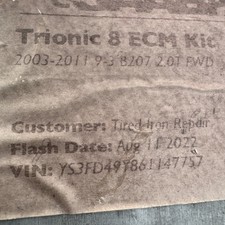 Trionic 8 ECM Kit
2003-2011 9-3 B207 2.0T FWD
Customer: Tired Iron Repair
Flash Date: Aug 11 2022
VIN: YS3FD49Y861147757